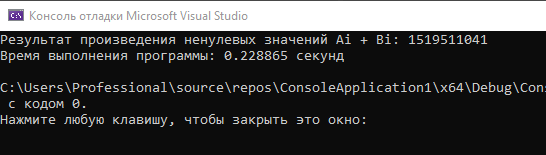 Консоль отладки Microsoft Visual Studio
Результат произведения ненулевых значений Ai + Bi: 1519511041
Время выполнения программы: 0.228865 секунд
C:\Users\Professional\source\repos\ConsoleApplication1\x64\Debug\Con
с кодом 0.
Нажмите любую клавишу, чтобы закрыть это окно: